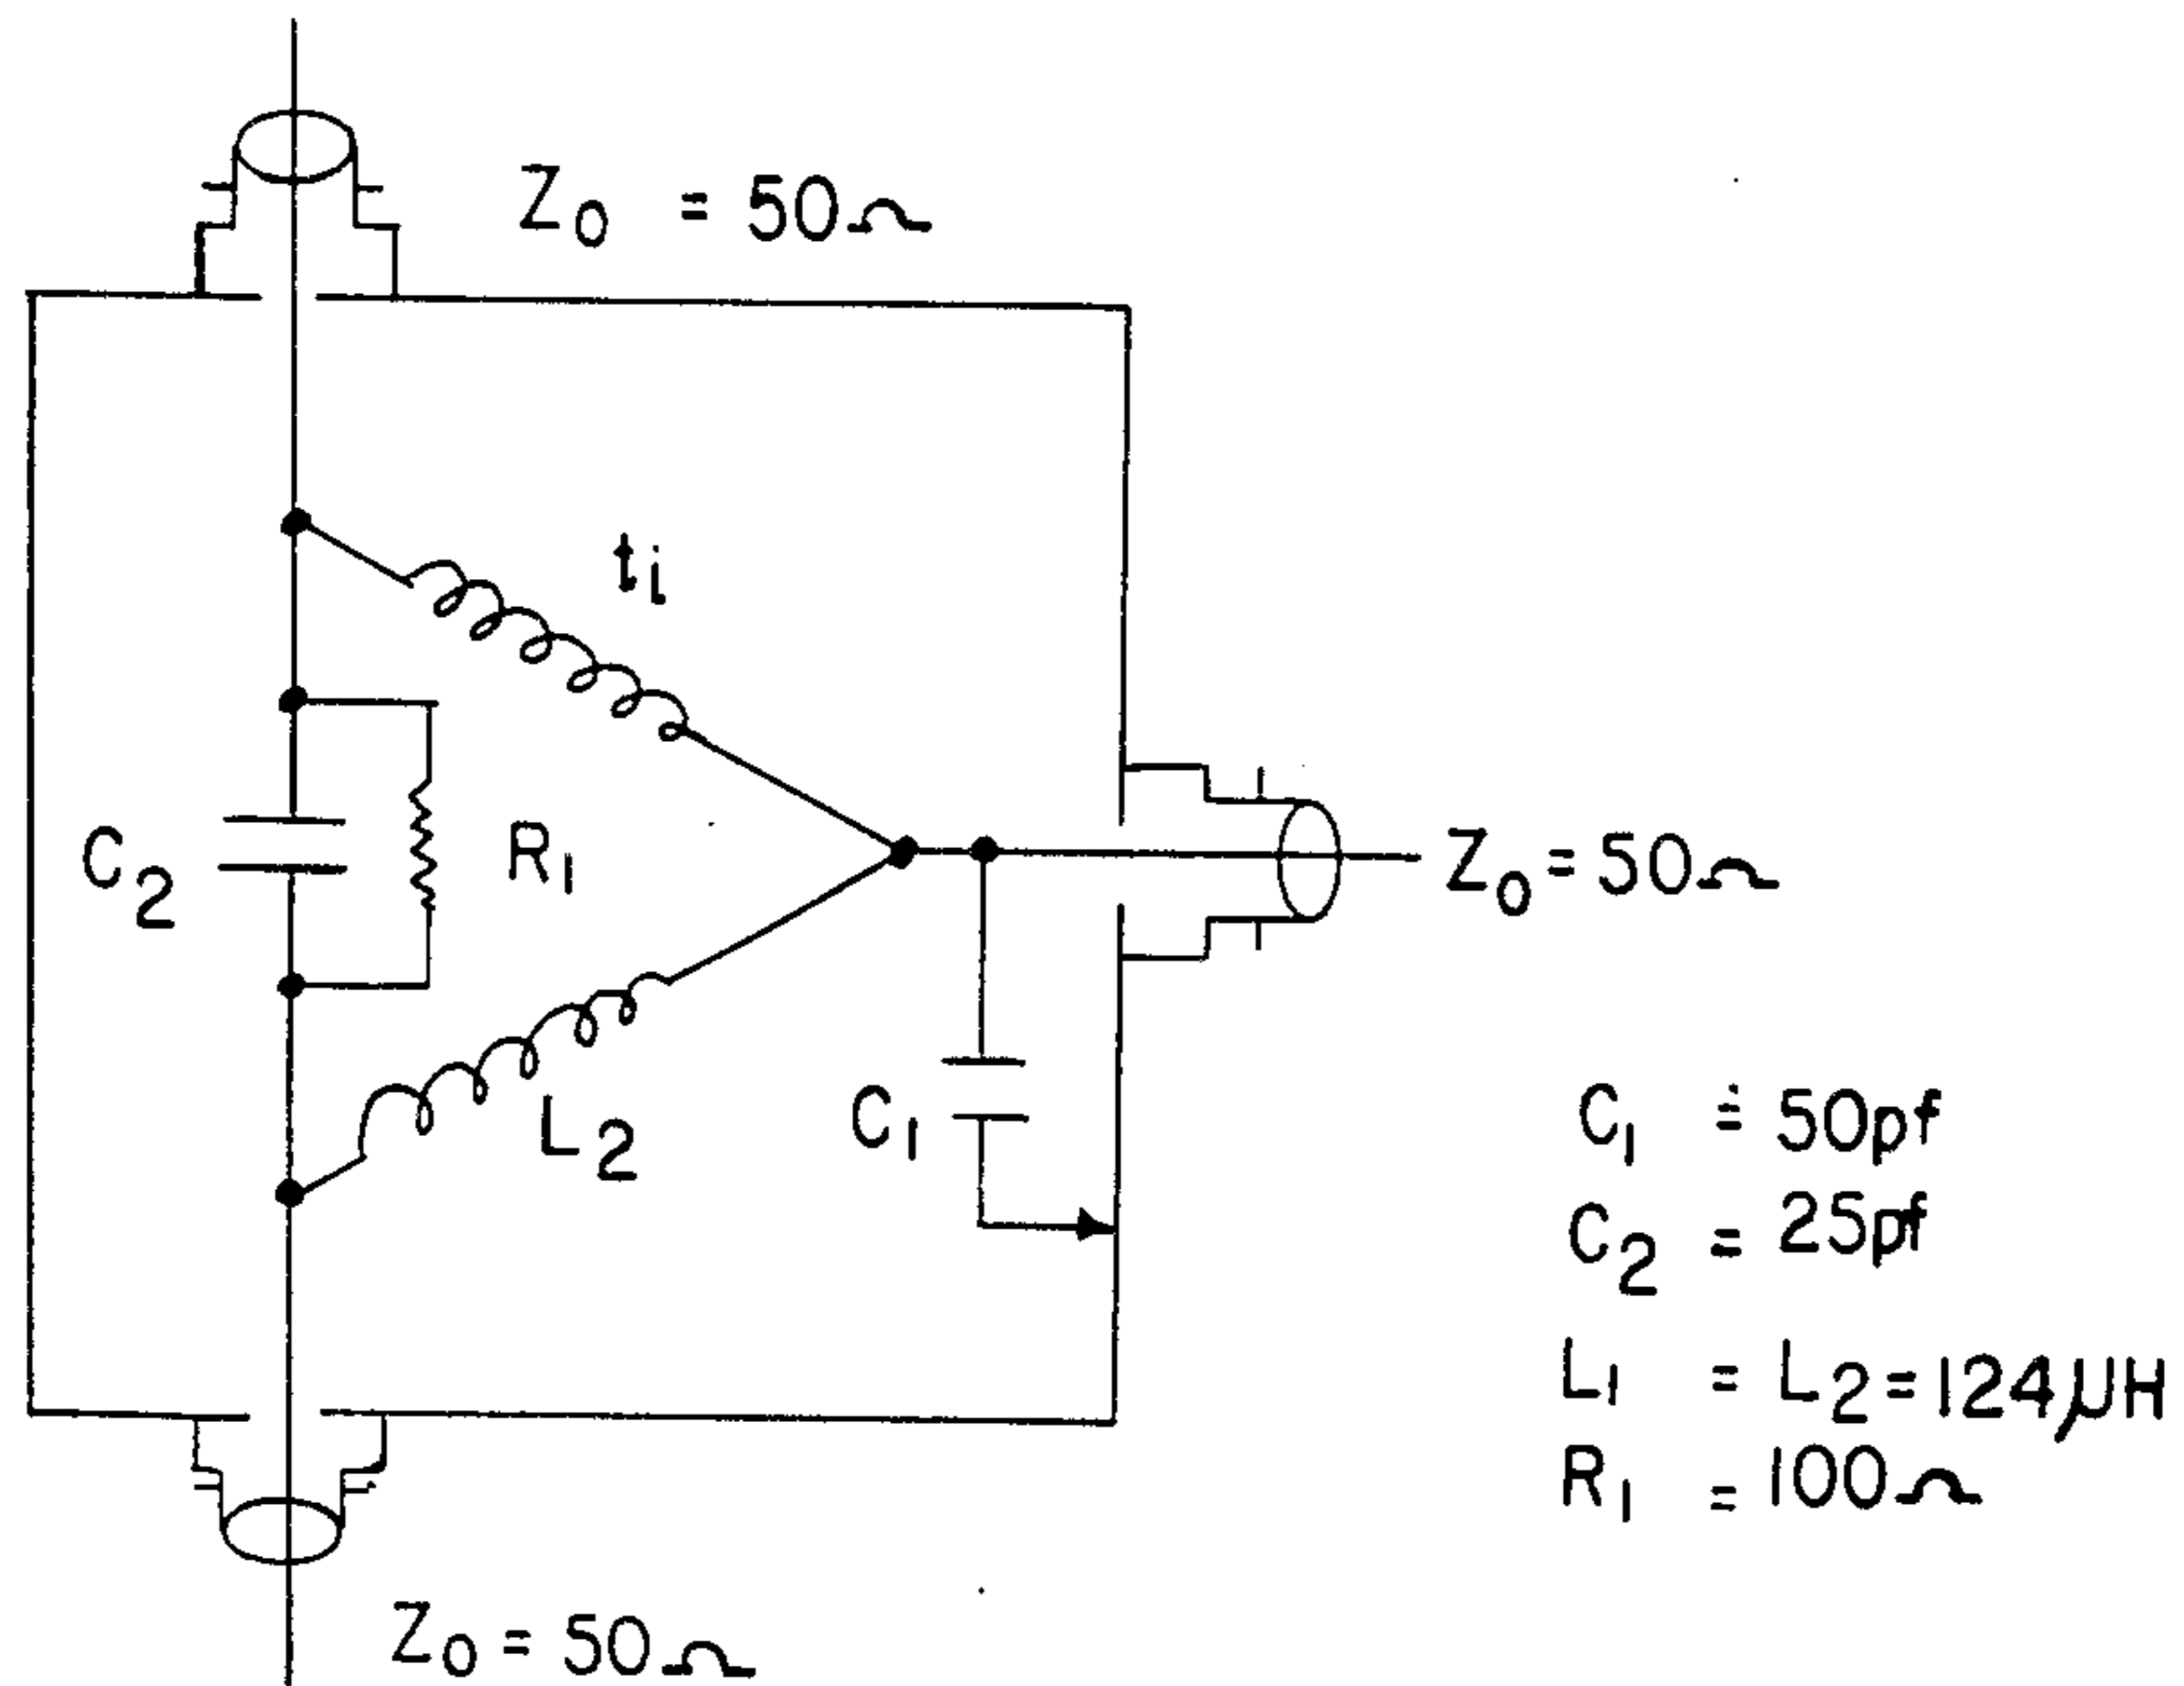 Z0 = 50Ω
ti
C2
R1
Z0 = 50Ω
L2
C1
C1 = 50pf
C2 = 25pf
L1 = L2 = 124μH
R1 = 100Ω
Z0 = 50Ω